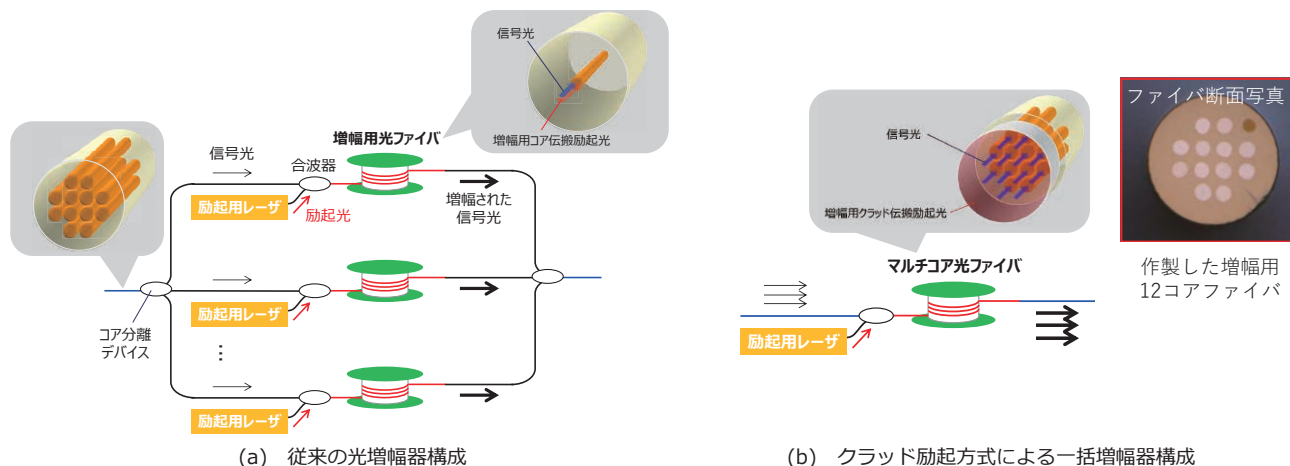 信号光
増幅用コア伝搬励起光
増幅用光ファイバ
信号光
合波器
励起用レーザ
励起光
増幅された
信号光
励起用レーザ
コア分離
デバイス
…
励起用レーザ
(a) 従来の光増幅器構成
信号光
増幅用クラッド伝搬励起光
マルチコア光ファイバ
励起用レーザ
ファイバ断面写真
作製した増幅用
12コアファイバ
(b) クラッド励起方式による一括増幅器構成